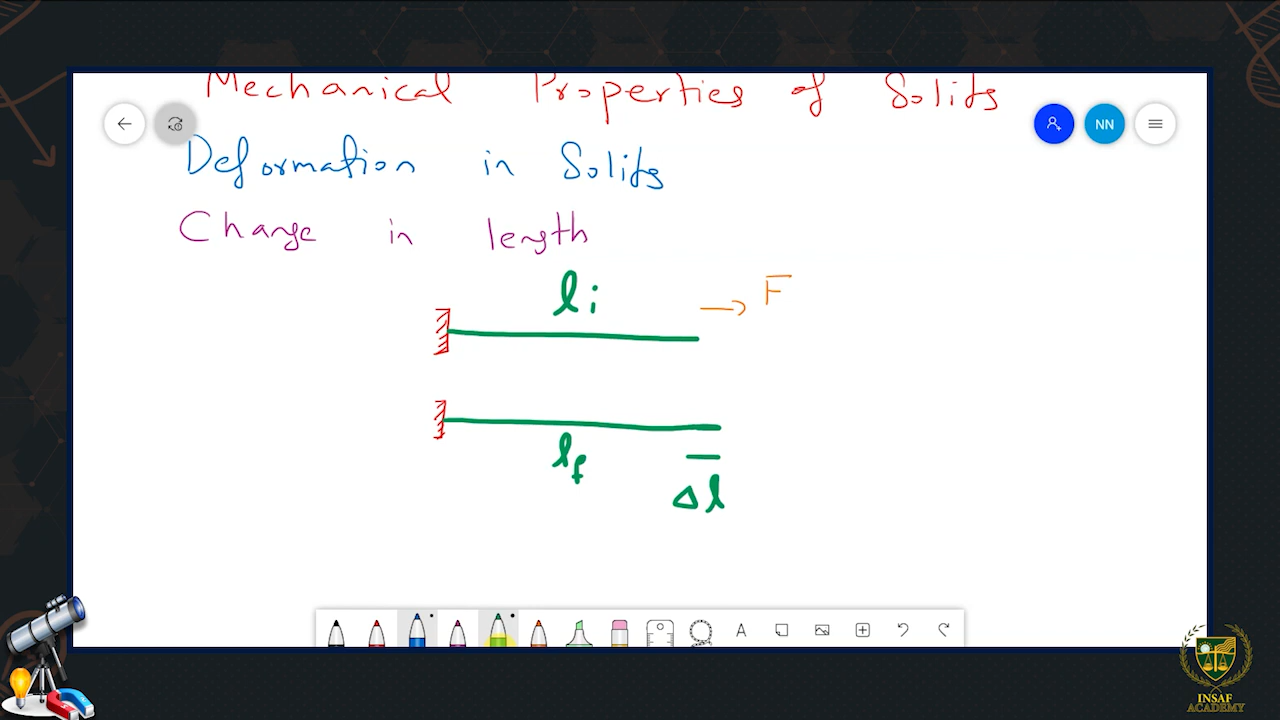 Mechanical Properties of Solids
NN
Deformation in Solids
Change in length
li
→ F
lf
Δl
A
INSAF
ACADEMY